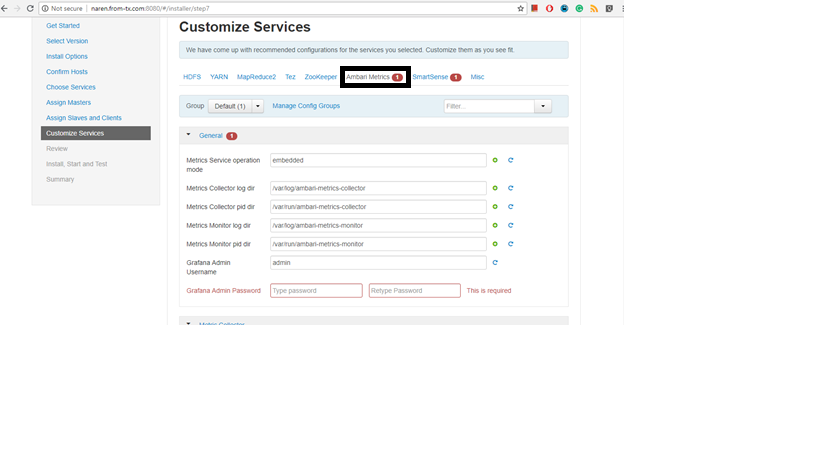 Not secure naren.from-tx.com:8080/#/installer/step7
Get Started
Select Version
Install Options
Confirm Hosts
Choose Services
Assign Masters
Assign Slaves and Clients
Customize Services
Review
Install, Start and Test
Summary
Customize Services
We have come up with recommended configurations for the services you selected. Customize them as you see fit.
HDFS YARN MapReduce2 Tez ZooKeeper Ambari Metrics 1 SmartSense 1 Misc
Group Default (1) Manage Config Groups Filter...
General 1
Metrics Service operation mode embedded
Metrics Collector log dir /var/log/ambari-metrics-collector
Metrics Collector pid dir /var/run/ambari-metrics-collector
Metrics Monitor log dir /var/log/ambari-metrics-monitor
Metrics Monitor pid dir /var/run/ambari-metrics-monitor
Grafana Admin Username admin
Grafana Admin Password Type password Retype Password This is required
Metric Collector